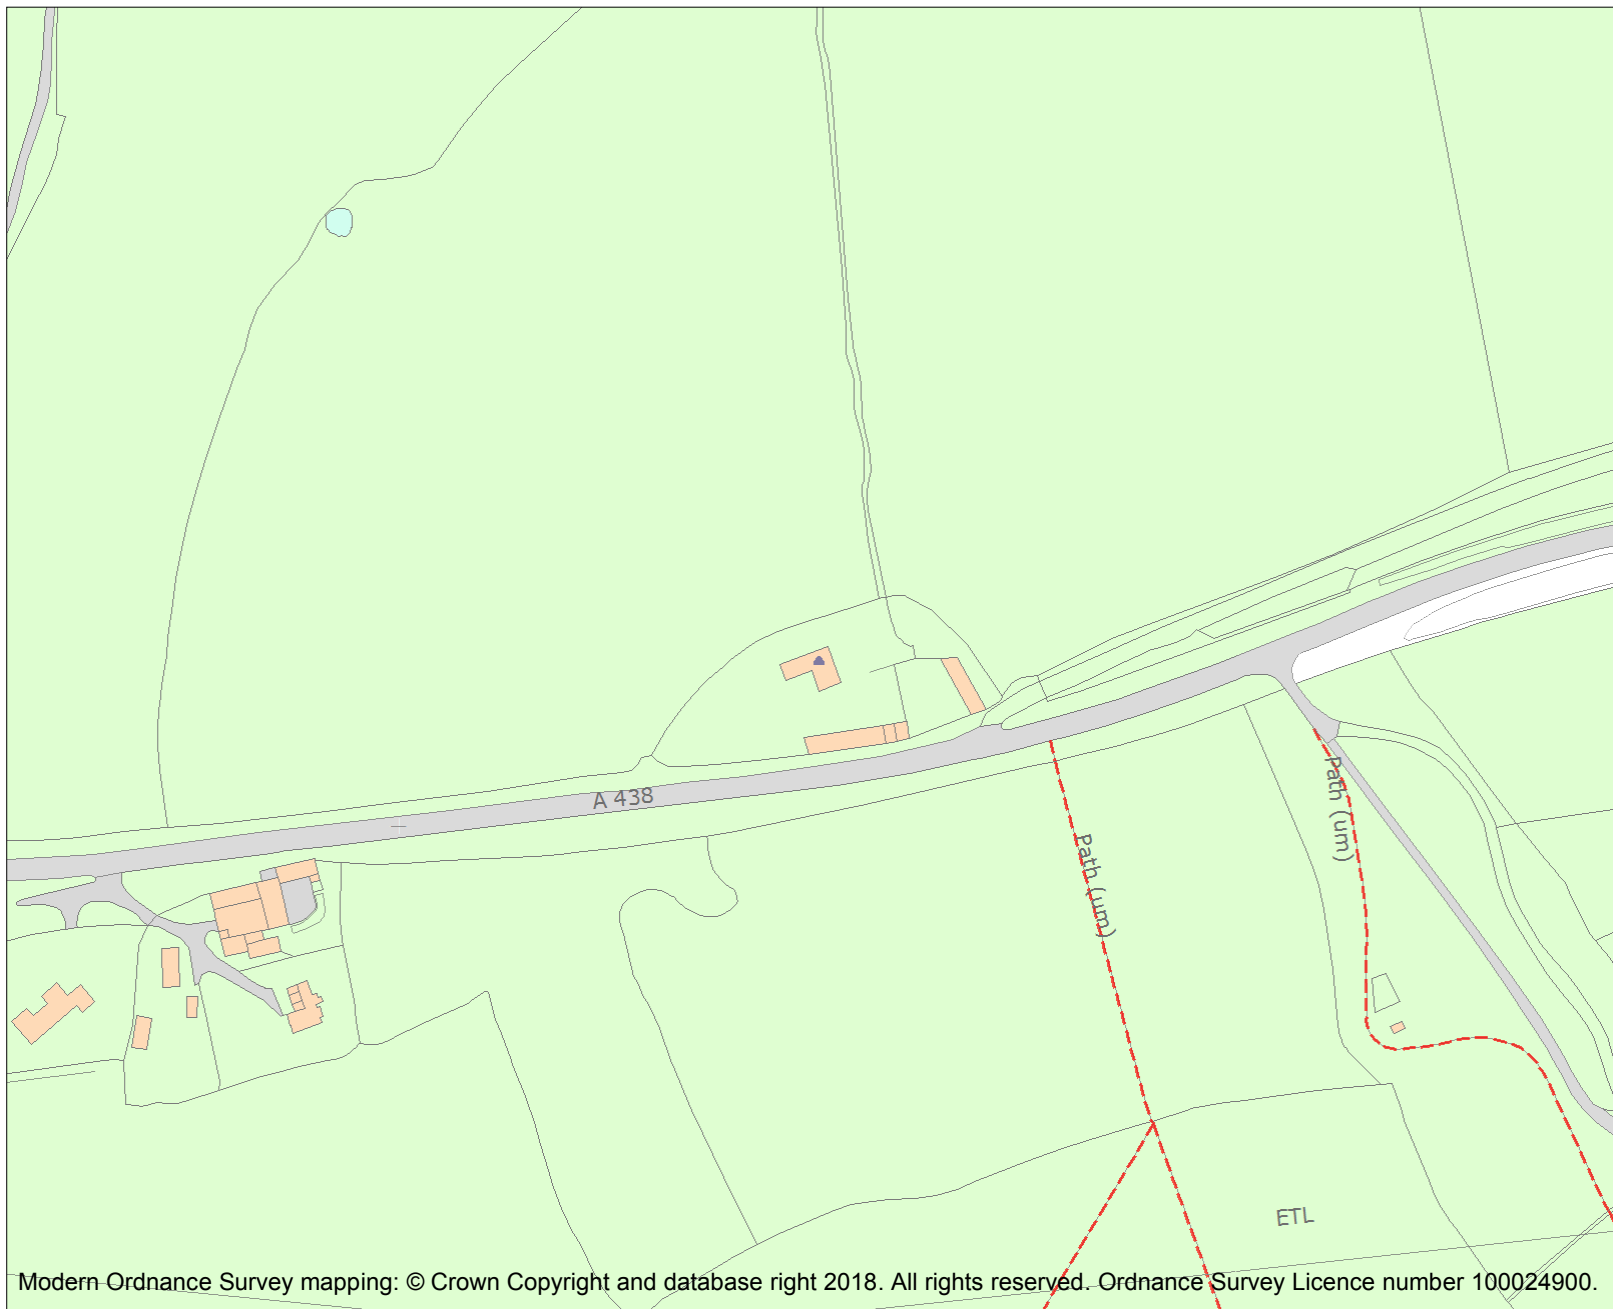 A 438
Path (um)
Path (um)
ETL
Modern Ordnance Survey mapping: © Crown Copyright and database right 2018. All rights reserved. Ordnance Survey Licence number 100024900.